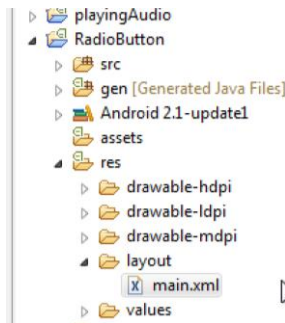 playingAudio
RadioButton
src
gen [Generated Java Files]
Android 2.1-update1
assets
res
drawable-hdpi
drawable-ldpi
drawable-mdpi
layout
main.xml
values